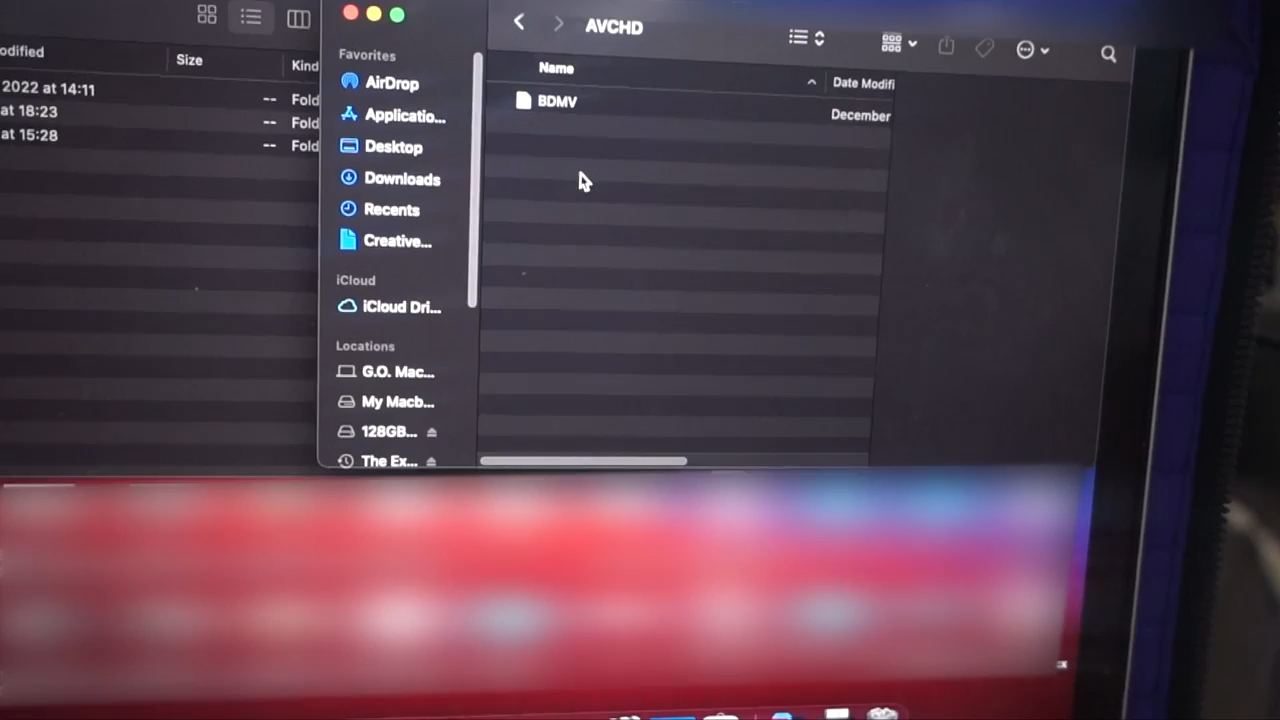 odified
Size
Kind
2022 at 14:11
--
Fold
at 18:23
--
Fold
at 15:28
--
Fold
Favorites
AirDrop
Applicatio...
Desktop
Downloads
Recents
Creative...
iCloud
iCloud Dri...
Locations
G.O. Mac...
My Macb...
128GB...
The Ex...
AVCHD
Name
Date Modifi
BDMV
December